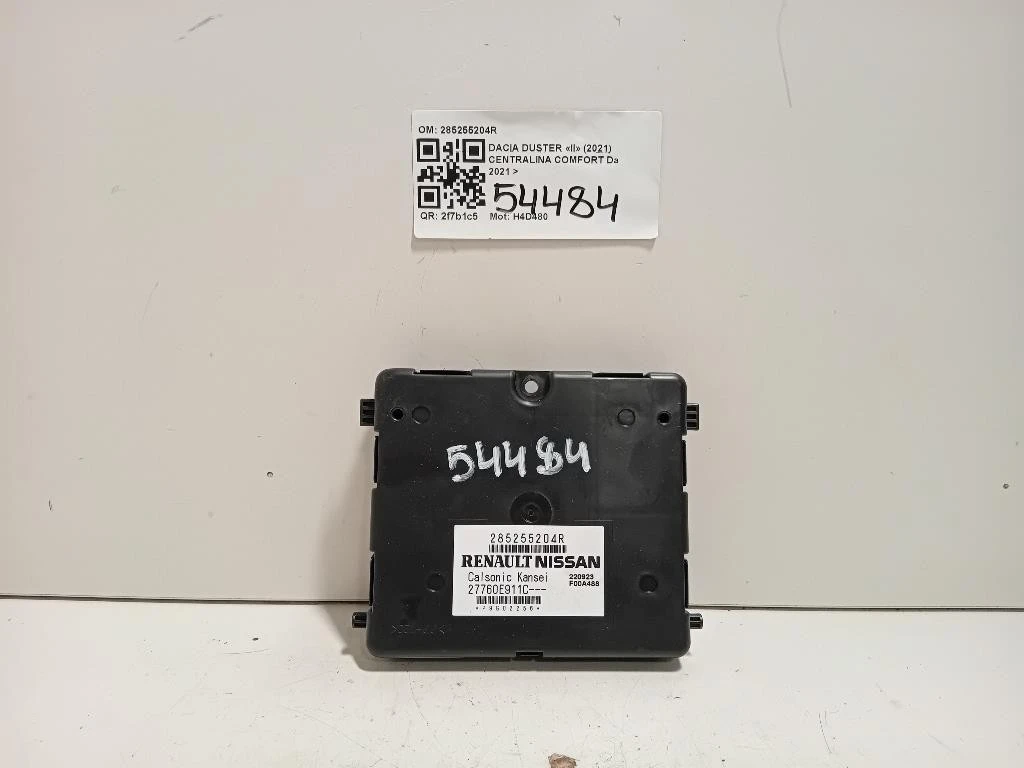 OM: 285255204R
DACIA DUSTER «II» (2021)
CENTRALINA COMFORT Da
2021 >
54484
QR: 2f7b1c5 Mot: H4D480
54484
285255204R
RENAULT NISSAN
Calsonic Kansei 220923
27760E911C--- F00A488